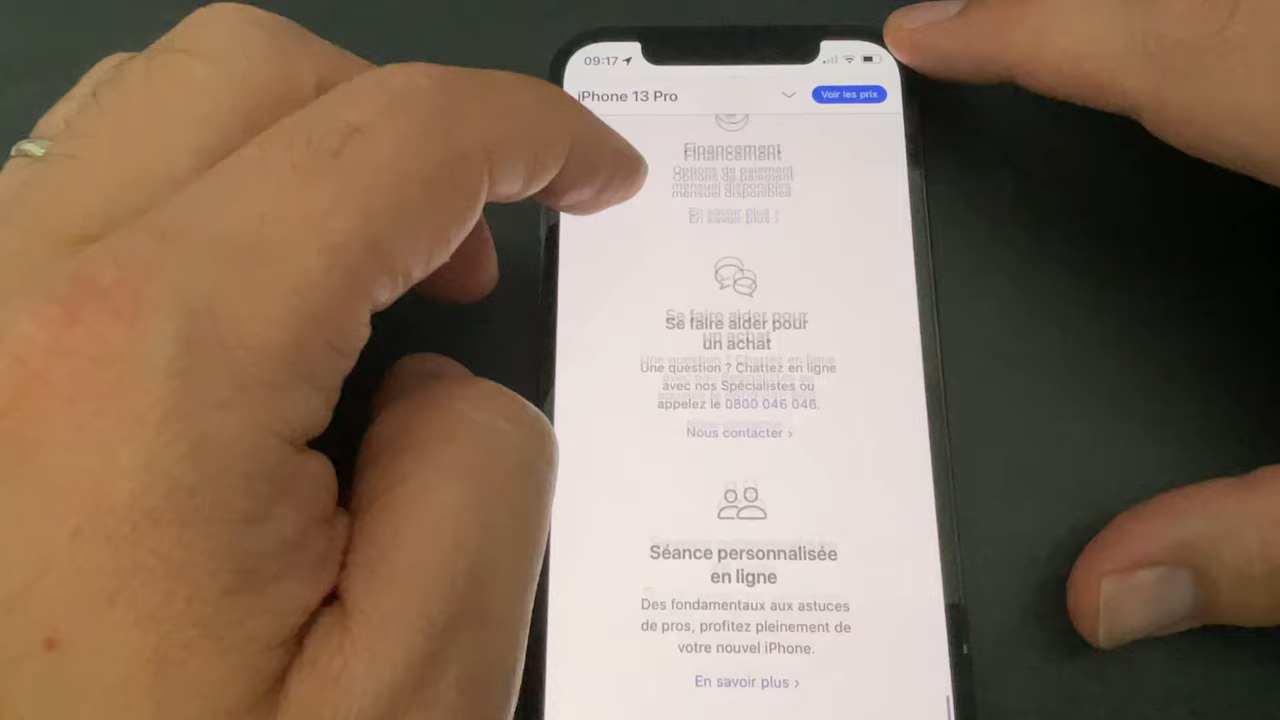 09:17
iPhone 13 Pro
Voir les prix
Financement
Options de paiement
mensuel disponibles
En savoir plus >
Se faire aider pour
un achat
Une question ? Chattez en ligne
avec nos Spécialistes ou
appelez le 0800 046 046.
Nous contacter >
Séance personnalisée
en ligne
Des fondamentaux aux astuces
de pros, profitez pleinement de
votre nouvel iPhone.
En savoir plus >